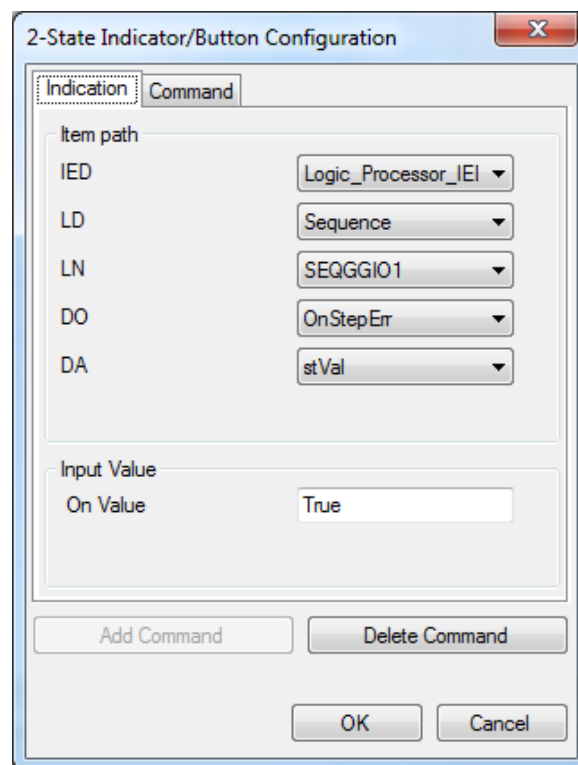 2-State Indicator/Button Configuration
Indication Command
Item path
IED Logic_Processor_IEI
LD Sequence
LN SEQGGIO1
DO OnStepErr
DA stVal
Input Value
On Value True
Add Command Delete Command
OK Cancel